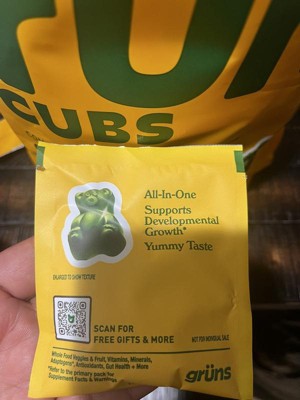 CUBS
All-In-One
Supports
Developmental
Growth*
Yummy Taste
ENLARGED TO SHOW TEXTURE
SCAN FOR
FREE GIFTS & MORE
NOT FOR INDIVIDUAL SALE
Whole Food Veggies & Fruit, Vitamins, Minerals,
Adaptogens*, Antioxidants, Gut Health + More
*Refer to the primary pouch for
Supplement Facts & Warnings
grüns